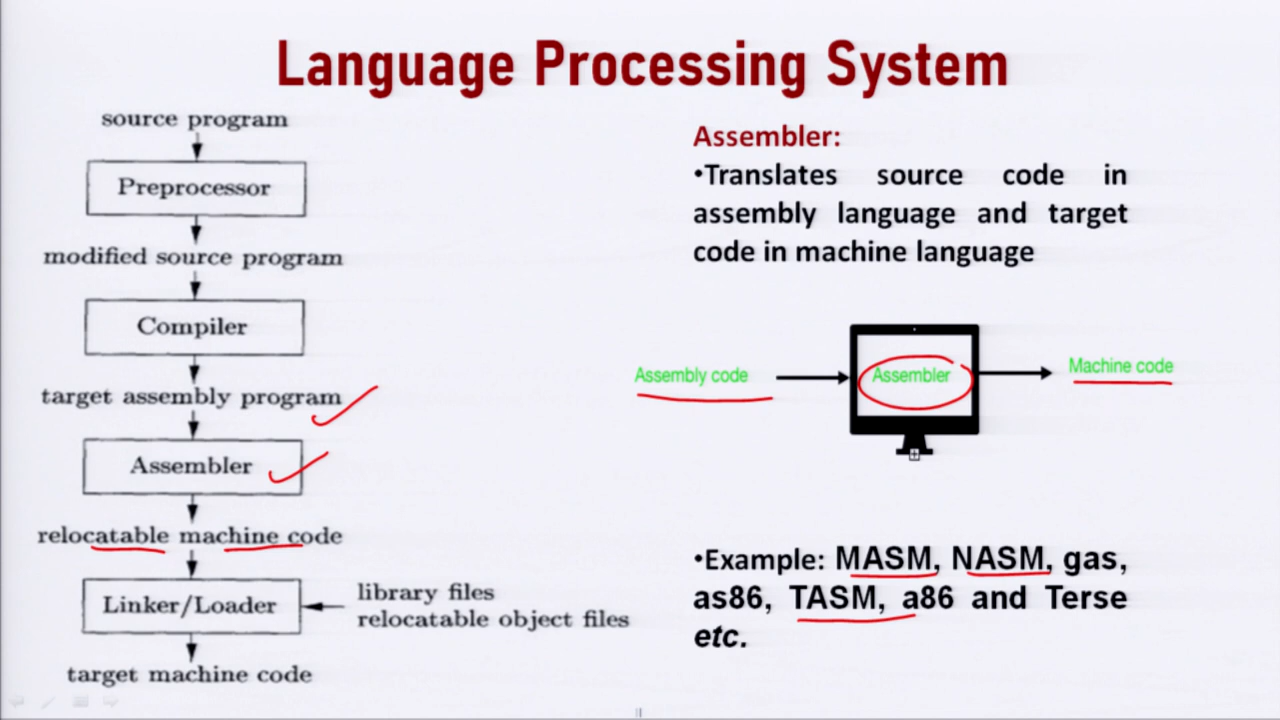 Language Processing System
source program
Preprocessor
modified source program
Compiler
target assembly program
Assembler
relocatable machine code
Linker/Loader
library files
relocatable object files
target machine code
Assembler:
•Translates source code in
assembly language and target
code in machine language
Assembly code
Assembler
Machine code
•Example: MASM, NASM, gas,
as86, TASM, a86 and Terse
etc.